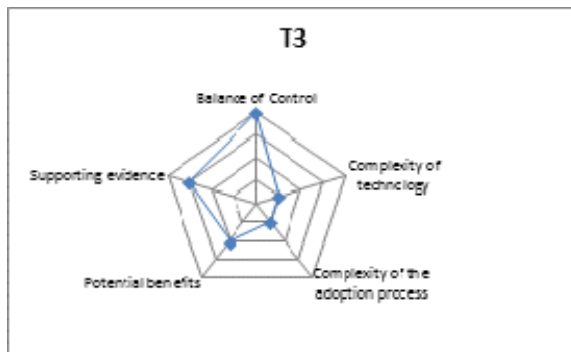 T3
Balance of Control
Supporting evidence
Complexity of
technology
Potential benefits
Complexity of the
adoption process